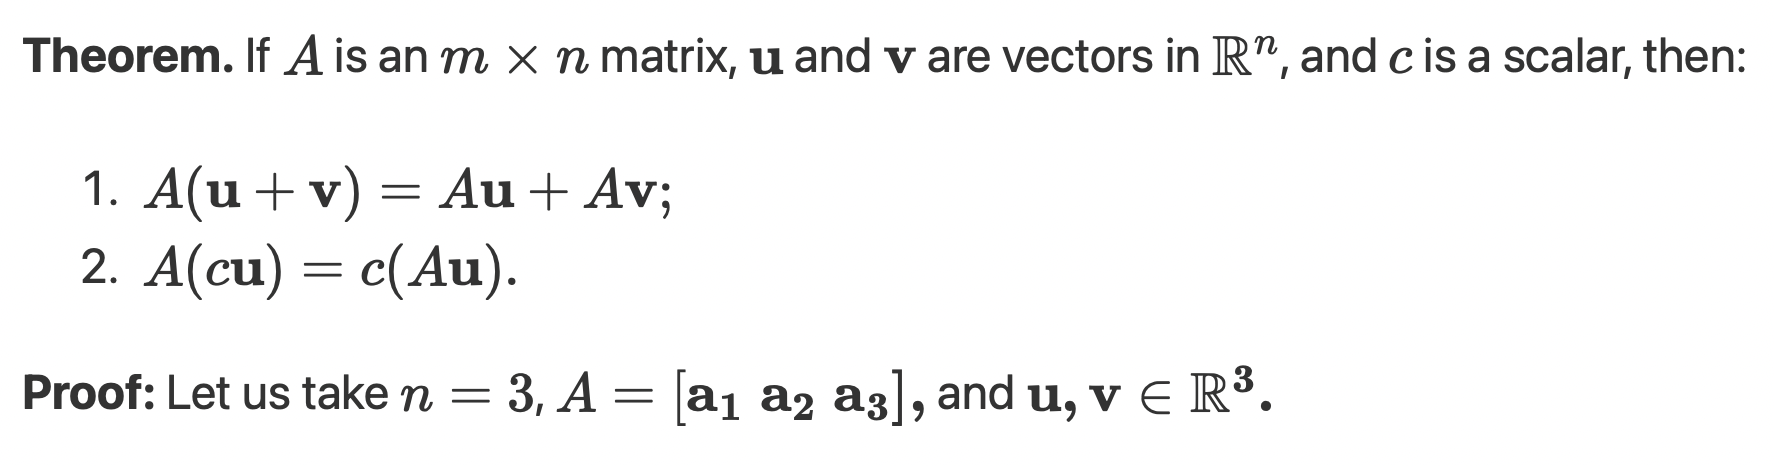 Theorem. If A is an m × n matrix, u and v are vectors in ℝⁿ, and c is a scalar, then:
1. A(u + v) = Au + Av;
2. A(cu) = c(Au).
Proof: Let us take n = 3, A = [a₁ a₂ a₃], and u, v ∈ ℝ³.